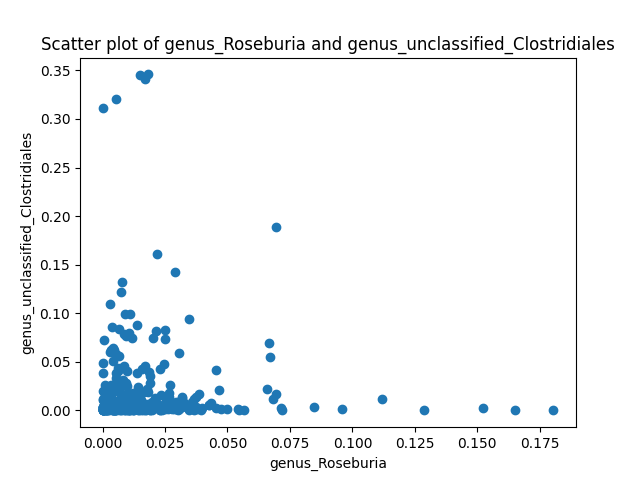 Scatter plot of genus_Roseburia and genus_unclassified_Clostridiales
0.35
0.30
0.25
0.20
0.15
0.10
0.05
0.00
genus_unclassified_Clostridiales
0.000 0.025 0.050 0.075 0.100 0.125 0.150 0.175
genus_Roseburia